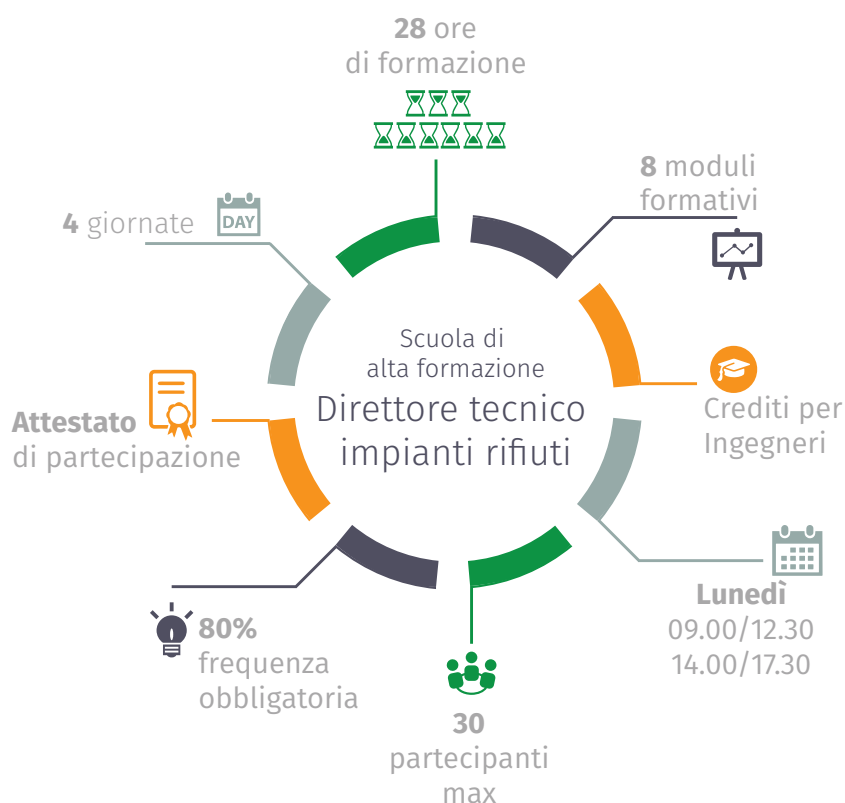 28 ore
di formazione
8 moduli
formativi
4 giornate
DAY
Scuola di
alta formazione
Direttore tecnico
impianti rifiuti
Attestato
di partecipazione
Crediti per
Ingegneri
Lunedì
09.00/12.30
14.00/17.30
80%
frequenza
obbligatoria
30
partecipanti
max